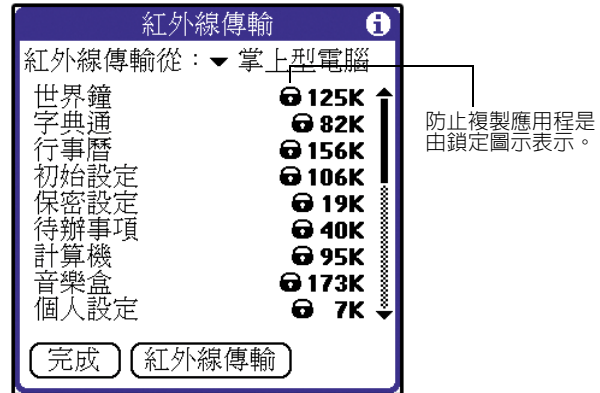 紅外線傳輸
紅外線傳輸從：掌上型電腦
世界鐘 125K
字典通 82K
行事曆 156K
初始設定 106K
保密設定 19K
待辦事項 40K
計算機 95K
音樂盒 173K
個人設定 7K
完成 紅外線傳輸
防止複製應用程是
由鎖定圖示表示。